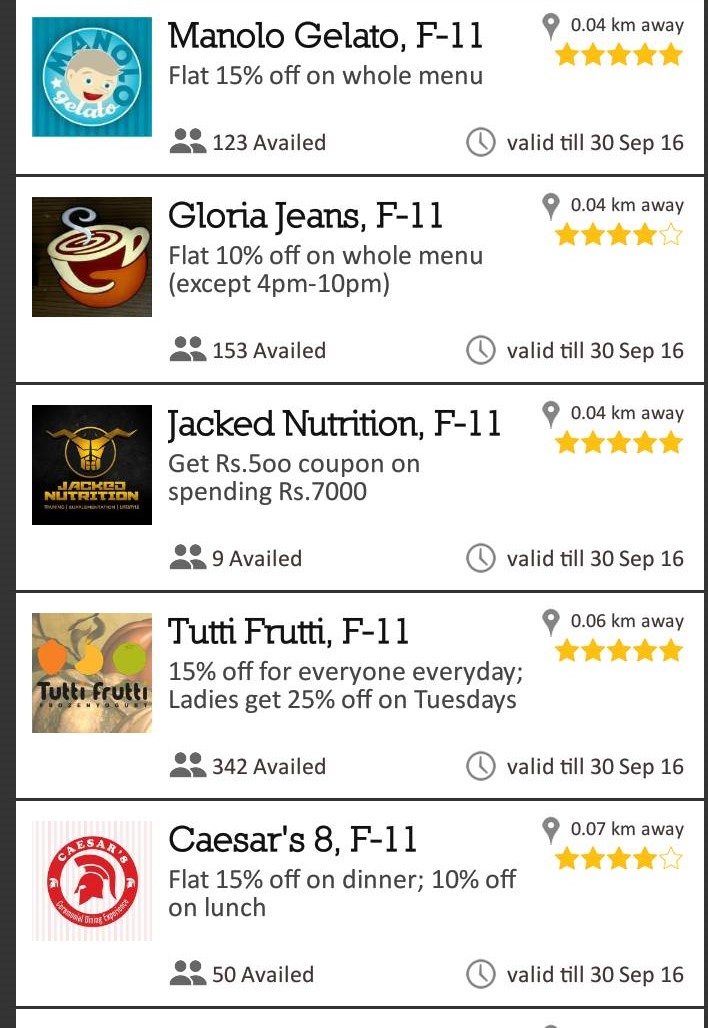 MANOLO
gelato
Manolo Gelato, F-11
0.04 km away
Flat 15% off on whole menu
123 Availed
valid till 30 Sep 16
Gloria Jeans, F-11
0.04 km away
Flat 10% off on whole menu
(except 4pm-10pm)
153 Availed
valid till 30 Sep 16
JACKED
NUTRITION
TRAINING | SUPPLEMENTATION | LIFESTYLE
Jacked Nutrition, F-11
0.04 km away
Get Rs.5oo coupon on
spending Rs.7000
9 Availed
valid till 30 Sep 16
Tutti frutti
FROZENYOGURT
Tutti Frutti, F-11
0.06 km away
15% off for everyone everyday;
Ladies get 25% off on Tuesdays
342 Availed
valid till 30 Sep 16
CAESAR'S
Ceremonial Dining Experience
Caesar's 8, F-11
0.07 km away
Flat 15% off on dinner; 10% off
on lunch
50 Availed
valid till 30 Sep 16